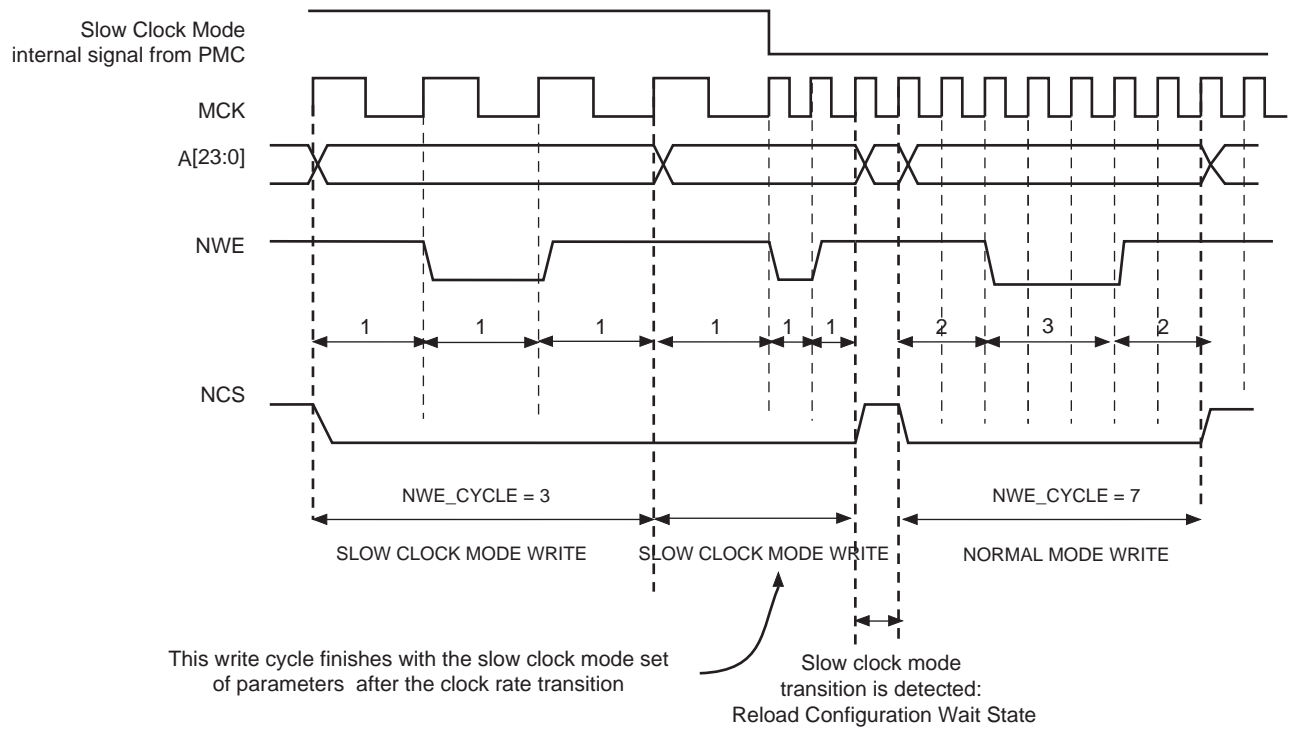 Slow Clock Mode
internal signal from PMC
MCK
A[23:0]
NWE
1 1 1 1 1 1 2 3 2
NCS
NWE_CYCLE = 3 NWE_CYCLE = 7
SLOW CLOCK MODE WRITE SLOW CLOCK MODE WRITE NORMAL MODE WRITE
This write cycle finishes with the slow clock mode set
of parameters after the clock rate transition
Slow clock mode
transition is detected:
Reload Configuration Wait State